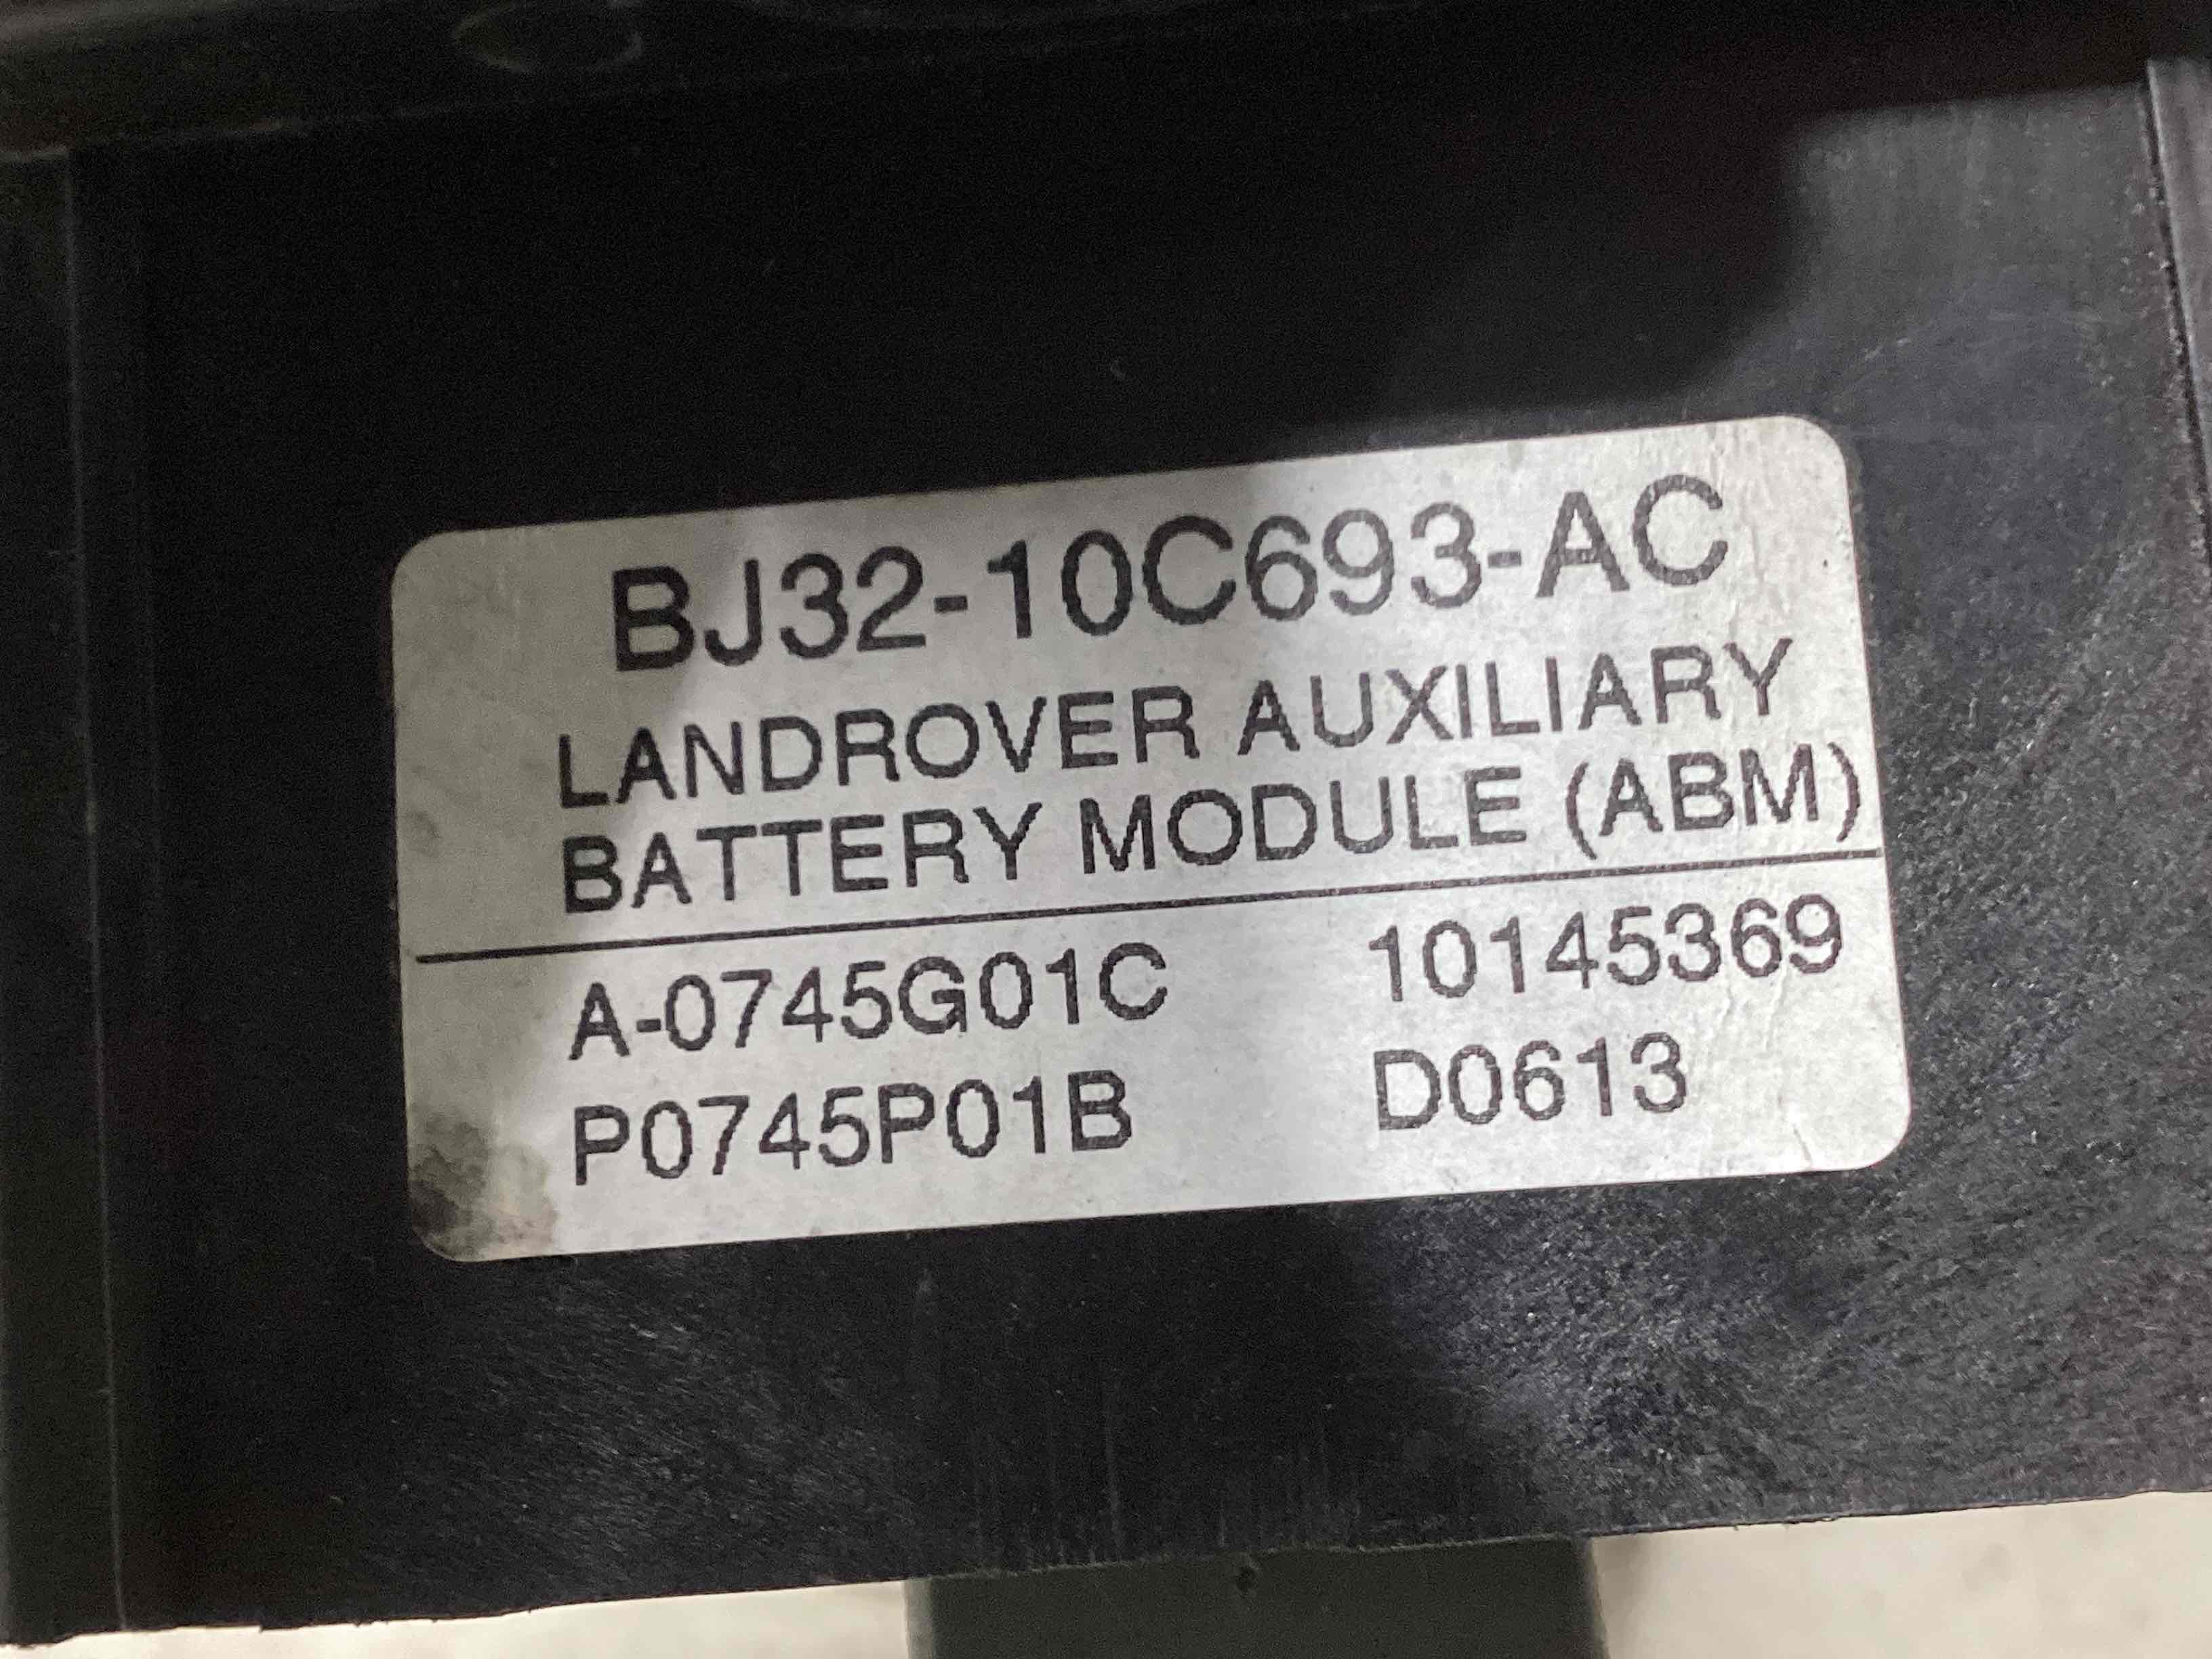 BJ32-10C693-AC
LANDROVER AUXILIARY
BATTERY MODULE (ABM)
A-0745G01C 10145369
P0745P01B D0613